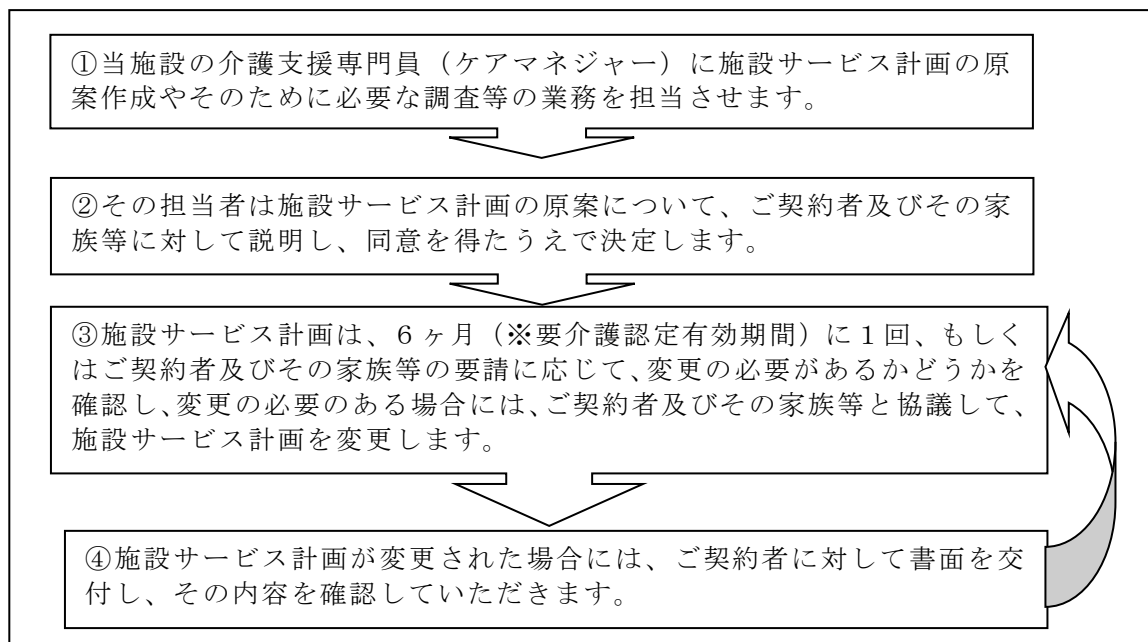 ①当施設の介護支援専門員（ケアマネジャー）に施設サービス計画の原
案作成やそのために必要な調査等の業務を担当させます。
②その担当者は施設サービス計画の原案について、ご契約者及びその家
族等に対して説明し、同意を得たうえで決定します。
③施設サービス計画は、６ヶ月（※要介護認定有効期間）に１回、もしく
はご契約者及びその家族等の要請に応じて、変更の必要があるかどうかを
確認し、変更の必要のある場合には、ご契約者及びその家族等と協議して、
施設サービス計画を変更します。
④施設サービス計画が変更された場合には、ご契約者に対して書面を交
付し、その内容を確認していただきます。